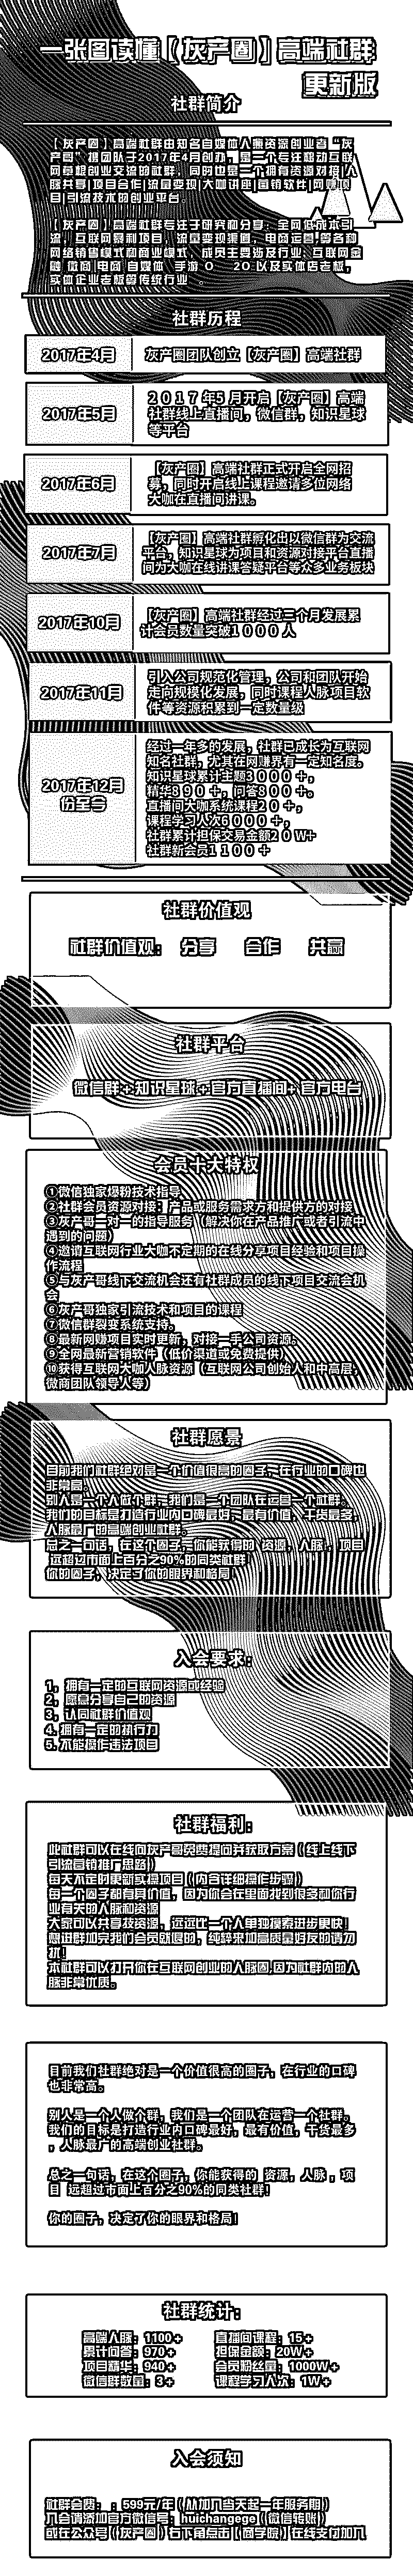 一张图读懂【灰产圈】高端社群
更新版
社群简介
【灰产圈】高端社群由知名自媒体人兼资深创业者“灰
产哥”携团队于2017年4月创办，是一个专注移动互联
网草根创业交流的社群，同时也是一个拥有资源对接|人
脉共享|项目合作|流量变现|大咖讲座|营销软件|网赚项
目|引流技术的创业平台。
【灰产圈】高端社群专注于研究和分享：全网低成本引
流，互联网暴利项目，流量变现渠道，电商运营,等各种
网络销售模式和商业模式，成员主要涉及行业:互联网金
融 微商 电商 自媒体 手游 O 2O 以及实体店老板，
实体企业老板等传统行业 。
社群历程
2017年4月
灰产圈团队创立【灰产圈】高端社群
2017年5月
２０１７年5 月开启【灰产圈】高端
社群线上直播间，微信群，知识星球
等平台
2017年6月
【灰产圈】高端社群正式开启全网招
募，同时开启线上课程邀请多位网络
大咖在直播间讲课。
2017年7月
【灰产圈】高端社群孵化出以微信群为交流
平台，知识星球为项目和资源对接平台直播
间为大咖在线讲课答疑平台等众多业务板块
2017年10月
【灰产圈】高端社群经过三个月发展累
计会员数量突破１０００人
2017年11月
引入公司规范化管理，公司和团队开始
走向规模化发展，同时课程人脉项目软
件等资源积累到一定数量级
2017年12月
份至今
经过一年多的发展，社群已成长为互联网
知名社群，尤其在网赚界有一定知名度。
知识星球累计主题３０００＋，
精华８９０＋，问答８００＋。
直播间大咖系统课程２０＋，
课程学习人次６０００＋，
社群累计担保交易金额２０Ｗ+
社群新会员１１００＋
社群价值观
社群价值观： 分享 合作 共赢
社群平台
微信群＋知识星球＋官方直播间＋官方电台
会员十大特权
①微信独家爆粉技术指导
②社群会员资源对接：产品或服务需求方和提供方的对接
③灰产哥一对一的指导服务（解决你在产品推广或者引流中
遇到的问题）
④邀请互联网行业大咖不定期的在线分享项目经验和项目操
作流程
⑤与灰产哥线下交流机会还有社群成员的线下项目交流会机
会
⑥灰产哥独家引流技术和项目的课程
⑦微信群裂变系统支持。
⑧最新网赚项目实时更新，对接一手公司资源。
⑨全网最新营销软件（低价渠道或免费提供）
⑩获得互联网大咖人脉资源（互联网公司创始人和中高层，
微商团队领导人等）
社群愿景
目前我们社群绝对是一个价值很高的圈子，在行业的口碑也
非常高。
别人是一个人做个群，我们是一个团队在运营一个社群。
我们的目标是打造行业内口碑最好，最有价值，干货最多，
人脉最广的高端创业社群。
总之一句话，在这个圈子，你能获得的 资源，人脉 ，项目
远超过市面上百分之90%的同类社群！
你的圈子，决定了你的眼界和格局！
入会要求：
1，拥有一定的互联网资源或经验
2，愿意分享自己的资源
3，认同社群价值观
4.拥有一定的执行力
5.不能操作违法项目
社群福利：
此社群可以在线向灰产哥免费提问并获取方案（线上线下
引流营销推广思路）
每天不定时更新实操项目（内含详细操作步骤）
每一个圈子都有其价值，因为你会在里面找到很多和你行
业有关的人脉和资源
大家可以共享我资源，远远比一个人单独摸索进步更快！
想进群加完我们会员就退的，纯粹来加高质量好友的请勿
扰！
本社群可以打开你在互联网创业的人脉圈,因为社群内的人
脉非常优质。
目前我们社群绝对是一个价值很高的圈子，在行业的口碑
也非常高。
别人是一个人做个群，我们是一个团队在运营一个社群。
我们的目标是打造行业内口碑最好，最有价值，干货最多
，人脉最广的高端创业社群。
总之一句话，在这个圈子，你能获得的 资源，人脉 ，项
目 远超过市面上百分之90%的同类社群！
你的圈子，决定了你的眼界和格局！
社群统计：
高端人脉：1100+ 直播间课程：15+
累计问答：970+ 担保金额：20W+
项目精华：940+ 会员粉丝量：1000W+
微信群数量：3+ 课程学习人次：1W+
入会须知
社群会费：：599元/年（从加入当天起一年服务期）
入会请添加官方微信号：huichangege（微信转账）
或在公众号（灰产圈）右下角点击【商学院】在线支付加入